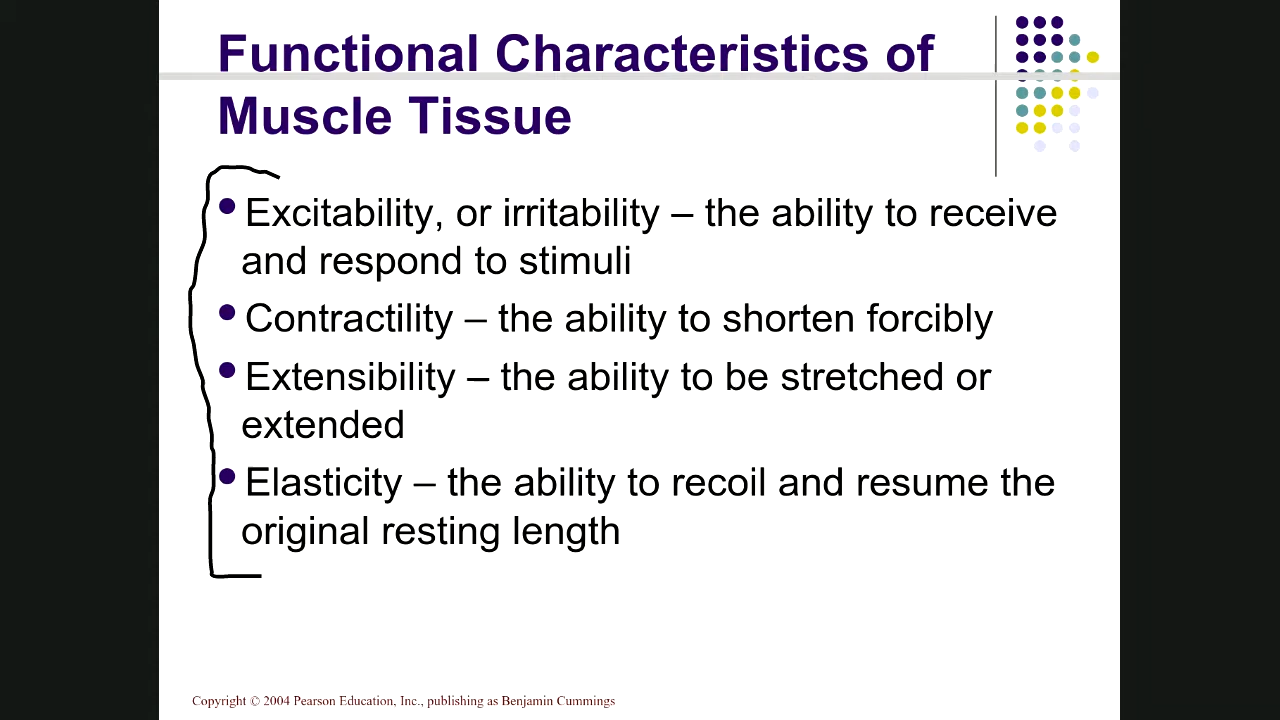 Functional Characteristics of
Muscle Tissue
•Excitability, or irritability – the ability to receive
and respond to stimuli
•Contractility – the ability to shorten forcibly
•Extensibility – the ability to be stretched or
extended
•Elasticity – the ability to recoil and resume the
original resting length
Copyright © 2004 Pearson Education, Inc., publishing as Benjamin Cummings